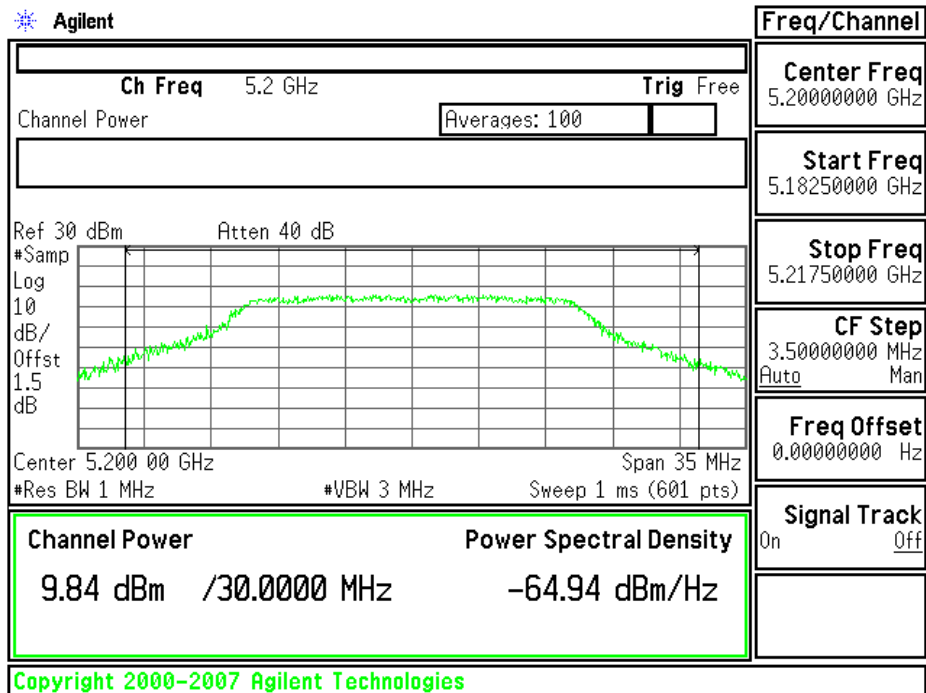 Agilent
Freq/Channel
Ch Freq 5.2 GHz Trig Free
Channel Power Averages: 100
Center Freq
5.20000000 GHz
Start Freq
5.18250000 GHz
Stop Freq
5.21750000 GHz
CF Step
3.50000000 MHz
Auto Man
Freq Offset
0.00000000 Hz
Signal Track
On Off
Ref 30 dBm Atten 40 dB
#Samp
Log
10
dB/
Offst
1.5
dB
Center 5.200 00 GHz Span 35 MHz
#Res BW 1 MHz #VBW 3 MHz Sweep 1 ms (601 pts)
Channel Power Power Spectral Density
9.84 dBm /30.0000 MHz -64.94 dBm/Hz
Copyright 2000-2007 Agilent Technologies